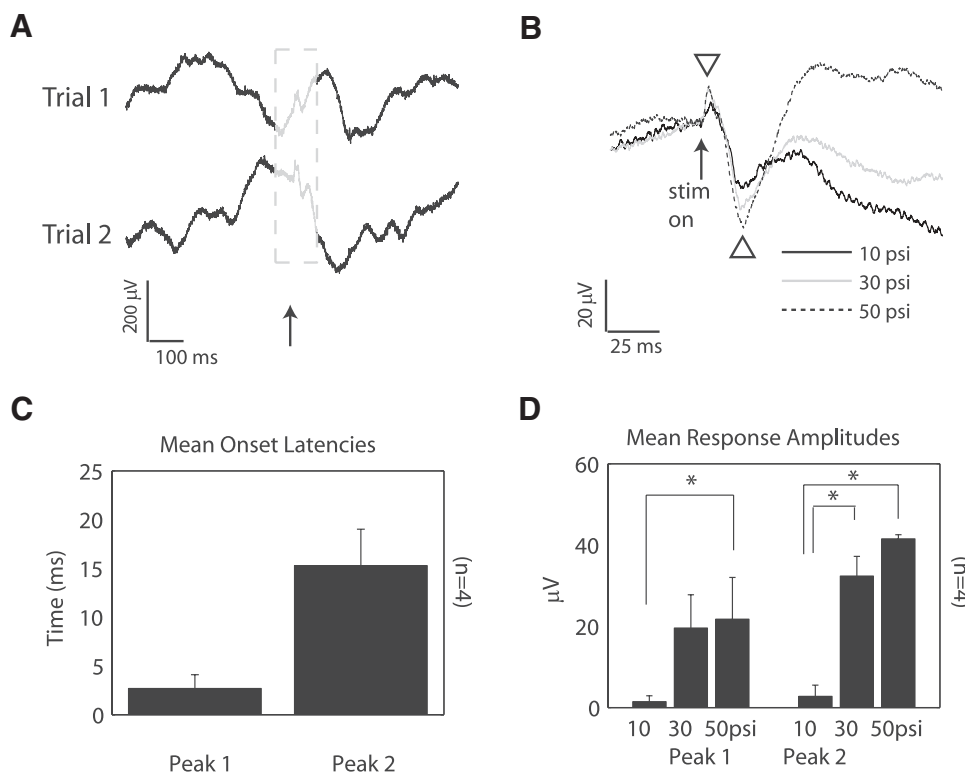 A
Trial 1
Trial 2
200 µV
100 ms
B
stim
on
10 psi
30 psi
50 psi
20 µV
25 ms
C
Mean Onset Latencies
25
20
15
10
5
0
Time (ms)
(n=4)
Peak 1 Peak 2
D
Mean Response Amplitudes
60
40
20
0
µV
* * *
(n=4)
10 30 50psi 10 30 50psi
Peak 1 Peak 2